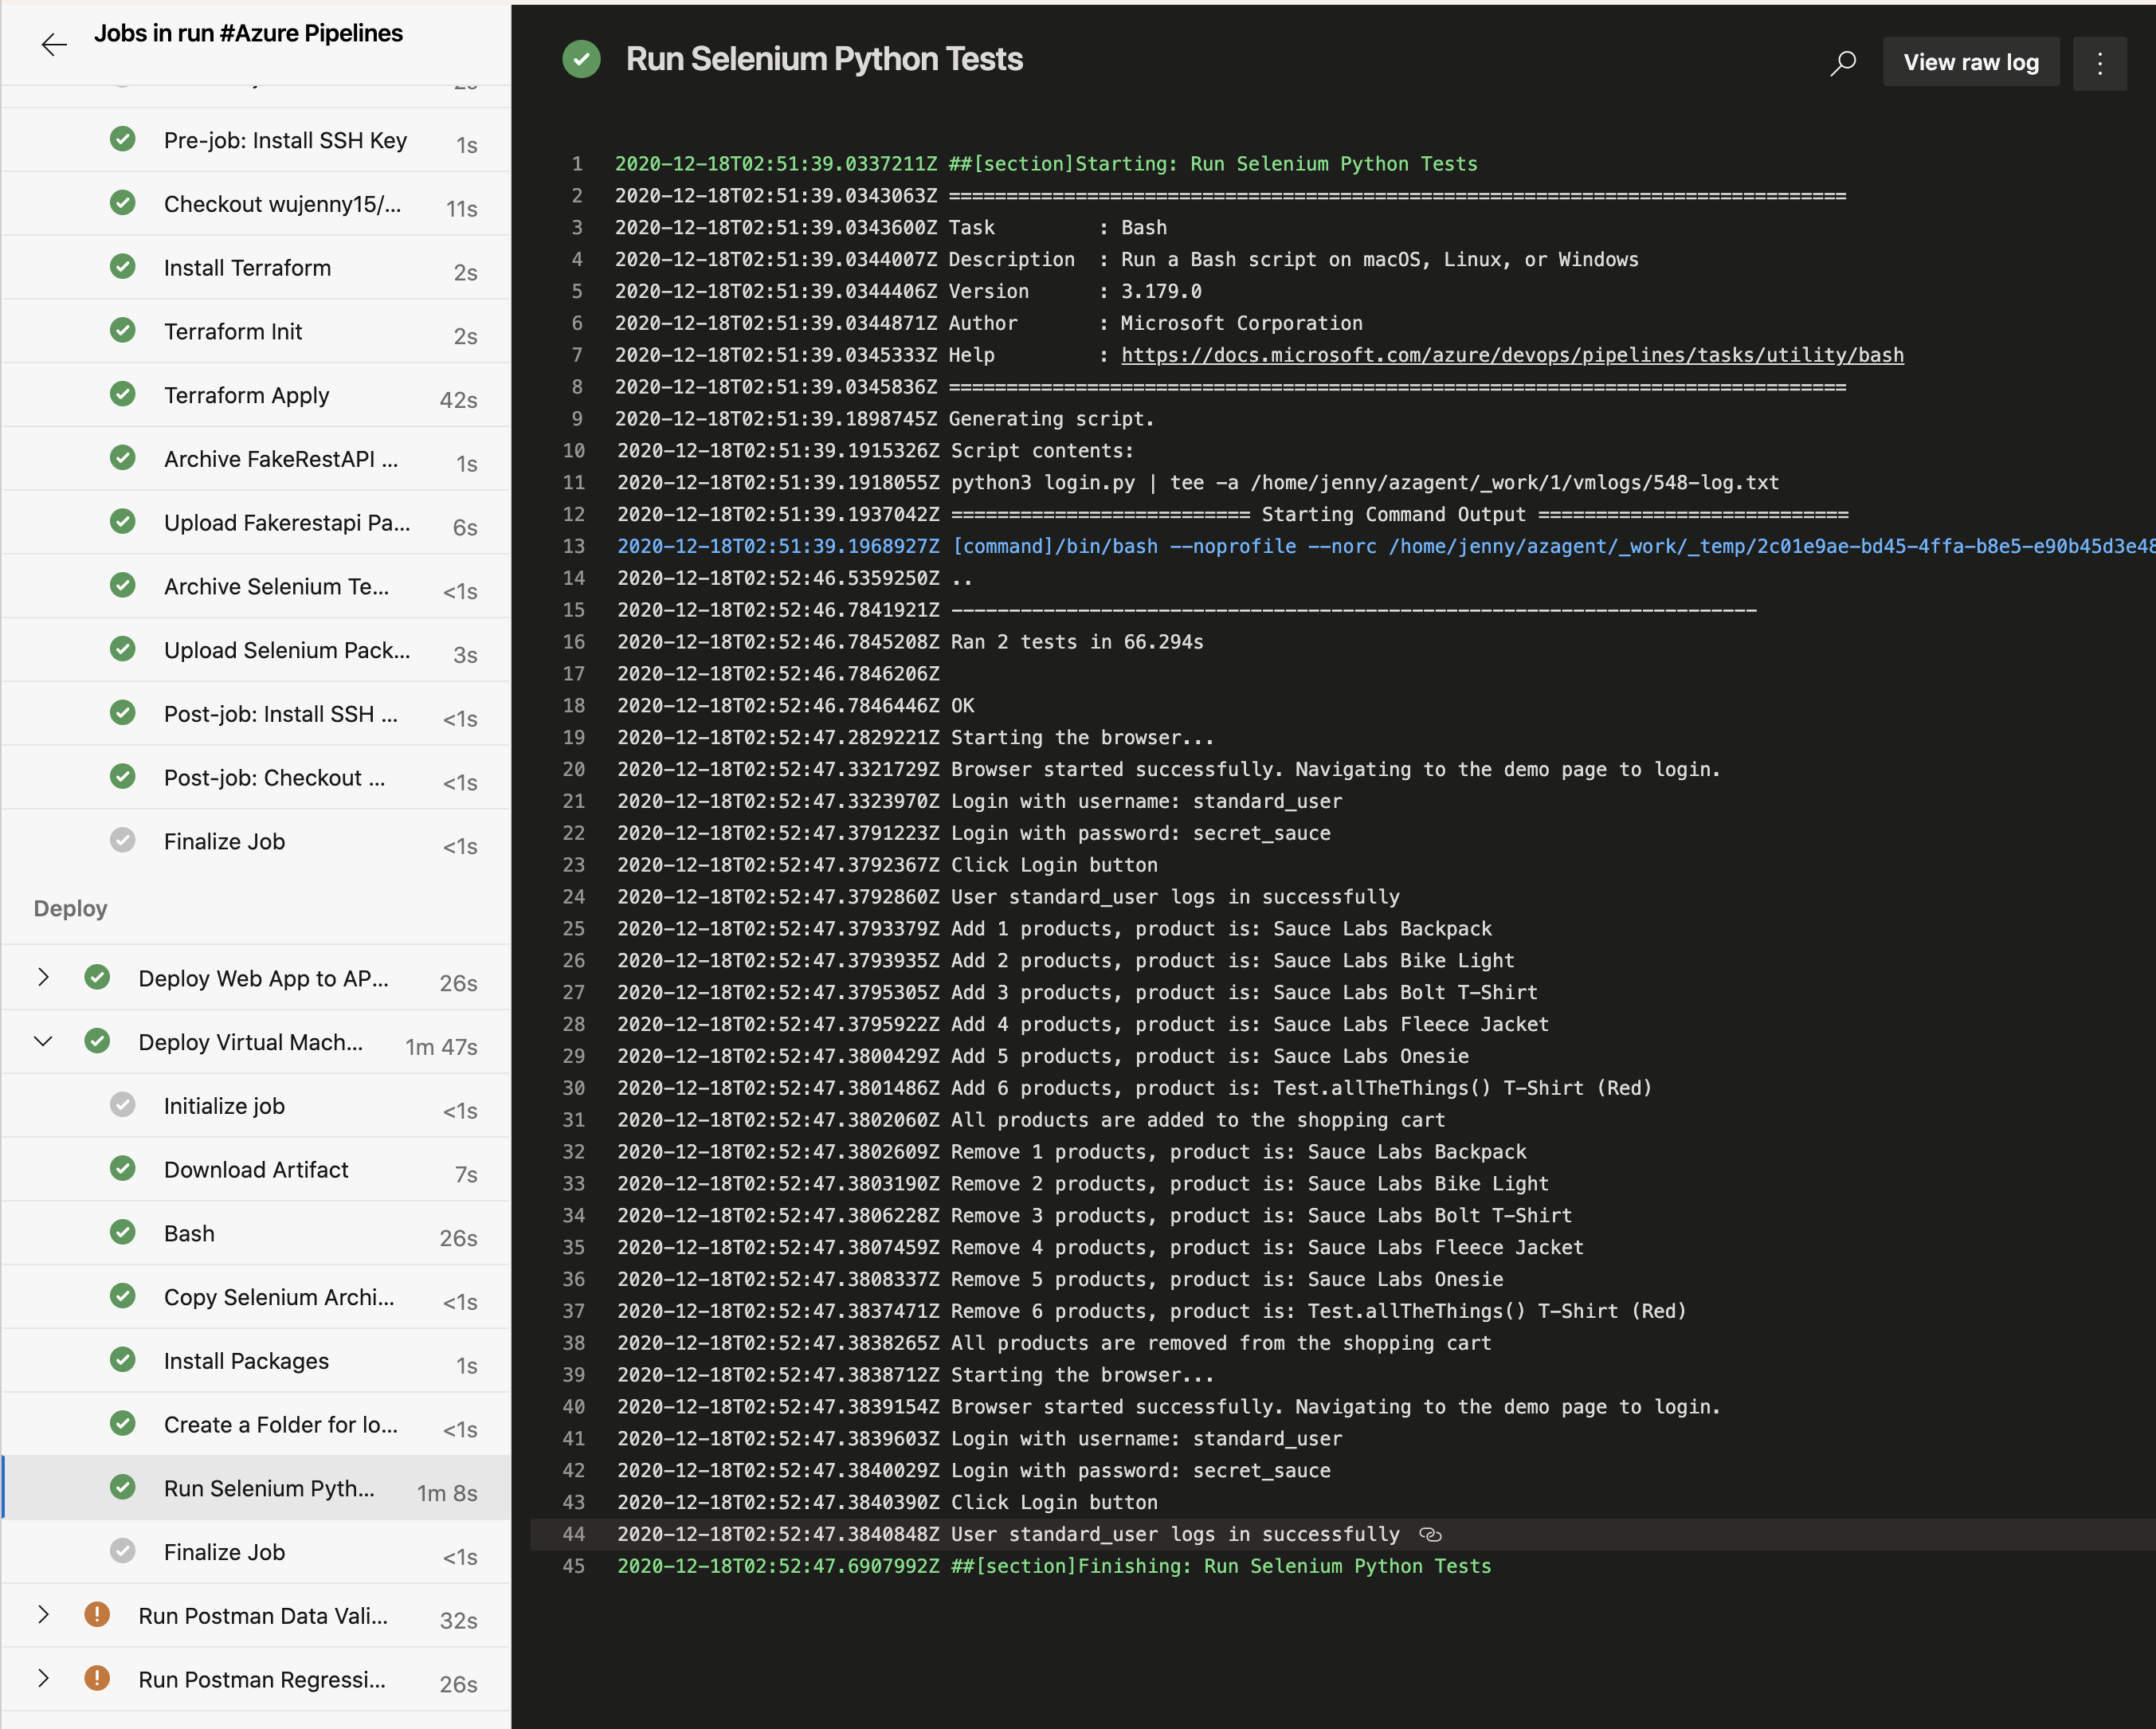 Jobs in run #Azure Pipelines
Pre-job: Install SSH Key 1s
Checkout wujenny15/... 11s
Install Terraform 2s
Terraform Init 2s
Terraform Apply 42s
Archive FakeRestAPI ... 1s
Upload Fakerestapi Pa... 6s
Archive Selenium Te... <1s
Upload Selenium Pack... 3s
Post-job: Install SSH ... <1s
Post-job: Checkout ... <1s
Finalize Job <1s
Deploy
Deploy Web App to AP... 26s
Deploy Virtual Mach... 1m 47s
Initialize job <1s
Download Artifact 7s
Bash 26s
Copy Selenium Archi... <1s
Install Packages 1s
Create a Folder for lo... <1s
Run Selenium Pyth... 1m 8s
Finalize Job <1s
Run Postman Data Vali... 32s
Run Postman Regressi... 26s
Run Selenium Python Tests
View raw log
1 2020-12-18T02:51:39.0337211Z ##[section]Starting: Run Selenium Python Tests
2 2020-12-18T02:51:39.0343063Z ==============================================================================
3 2020-12-18T02:51:39.0343600Z Task : Bash
4 2020-12-18T02:51:39.0344007Z Description : Run a Bash script on macOS, Linux, or Windows
5 2020-12-18T02:51:39.0344406Z Version : 3.179.0
6 2020-12-18T02:51:39.0344871Z Author : Microsoft Corporation
7 2020-12-18T02:51:39.0345333Z Help : https://docs.microsoft.com/azure/devops/pipelines/tasks/utility/bash
8 2020-12-18T02:51:39.0345836Z ==============================================================================
9 2020-12-18T02:51:39.1898745Z Generating script.
10 2020-12-18T02:51:39.1915326Z Script contents:
11 2020-12-18T02:51:39.1918055Z python3 login.py | tee -a /home/jenny/azagent/_work/1/vmlogs/548-log.txt
12 2020-12-18T02:51:39.1937042Z ========================== Starting Command Output ===========================
13 2020-12-18T02:51:39.1968927Z [command]/bin/bash --noprofile --norc /home/jenny/azagent/_work/_temp/2c01e9ae-bd45-4ffa-b8e5-e90b45d3e48
14 2020-12-18T02:52:46.5359250Z ..
15 2020-12-18T02:52:46.7841921Z ----------------------------------------------------------------------
16 2020-12-18T02:52:46.7845208Z Ran 2 tests in 66.294s
17 2020-12-18T02:52:46.7846206Z
18 2020-12-18T02:52:46.7846446Z OK
19 2020-12-18T02:52:47.2829221Z Starting the browser...
20 2020-12-18T02:52:47.3321729Z Browser started successfully. Navigating to the demo page to login.
21 2020-12-18T02:52:47.3323970Z Login with username: standard_user
22 2020-12-18T02:52:47.3791223Z Login with password: secret_sauce
23 2020-12-18T02:52:47.3792367Z Click Login button
24 2020-12-18T02:52:47.3792860Z User standard_user logs in successfully
25 2020-12-18T02:52:47.3793379Z Add 1 products, product is: Sauce Labs Backpack
26 2020-12-18T02:52:47.3793935Z Add 2 products, product is: Sauce Labs Bike Light
27 2020-12-18T02:52:47.3795305Z Add 3 products, product is: Sauce Labs Bolt T-Shirt
28 2020-12-18T02:52:47.3795922Z Add 4 products, product is: Sauce Labs Fleece Jacket
29 2020-12-18T02:52:47.3800429Z Add 5 products, product is: Sauce Labs Onesie
30 2020-12-18T02:52:47.3801486Z Add 6 products, product is: Test.allTheThings() T-Shirt (Red)
31 2020-12-18T02:52:47.3802060Z All products are added to the shopping cart
32 2020-12-18T02:52:47.3802609Z Remove 1 products, product is: Sauce Labs Backpack
33 2020-12-18T02:52:47.3803190Z Remove 2 products, product is: Sauce Labs Bike Light
34 2020-12-18T02:52:47.3806228Z Remove 3 products, product is: Sauce Labs Bolt T-Shirt
35 2020-12-18T02:52:47.3807459Z Remove 4 products, product is: Sauce Labs Fleece Jacket
36 2020-12-18T02:52:47.3808337Z Remove 5 products, product is: Sauce Labs Onesie
37 2020-12-18T02:52:47.3837471Z Remove 6 products, product is: Test.allTheThings() T-Shirt (Red)
38 2020-12-18T02:52:47.3838265Z All products are removed from the shopping cart
39 2020-12-18T02:52:47.3838712Z Starting the browser...
40 2020-12-18T02:52:47.3839154Z Browser started successfully. Navigating to the demo page to login.
41 2020-12-18T02:52:47.3839603Z Login with username: standard_user
42 2020-12-18T02:52:47.3840029Z Login with password: secret_sauce
43 2020-12-18T02:52:47.3840390Z Click Login button
44 2020-12-18T02:52:47.3840848Z User standard_user logs in successfully
45 2020-12-18T02:52:47.6907992Z ##[section]Finishing: Run Selenium Python Tests